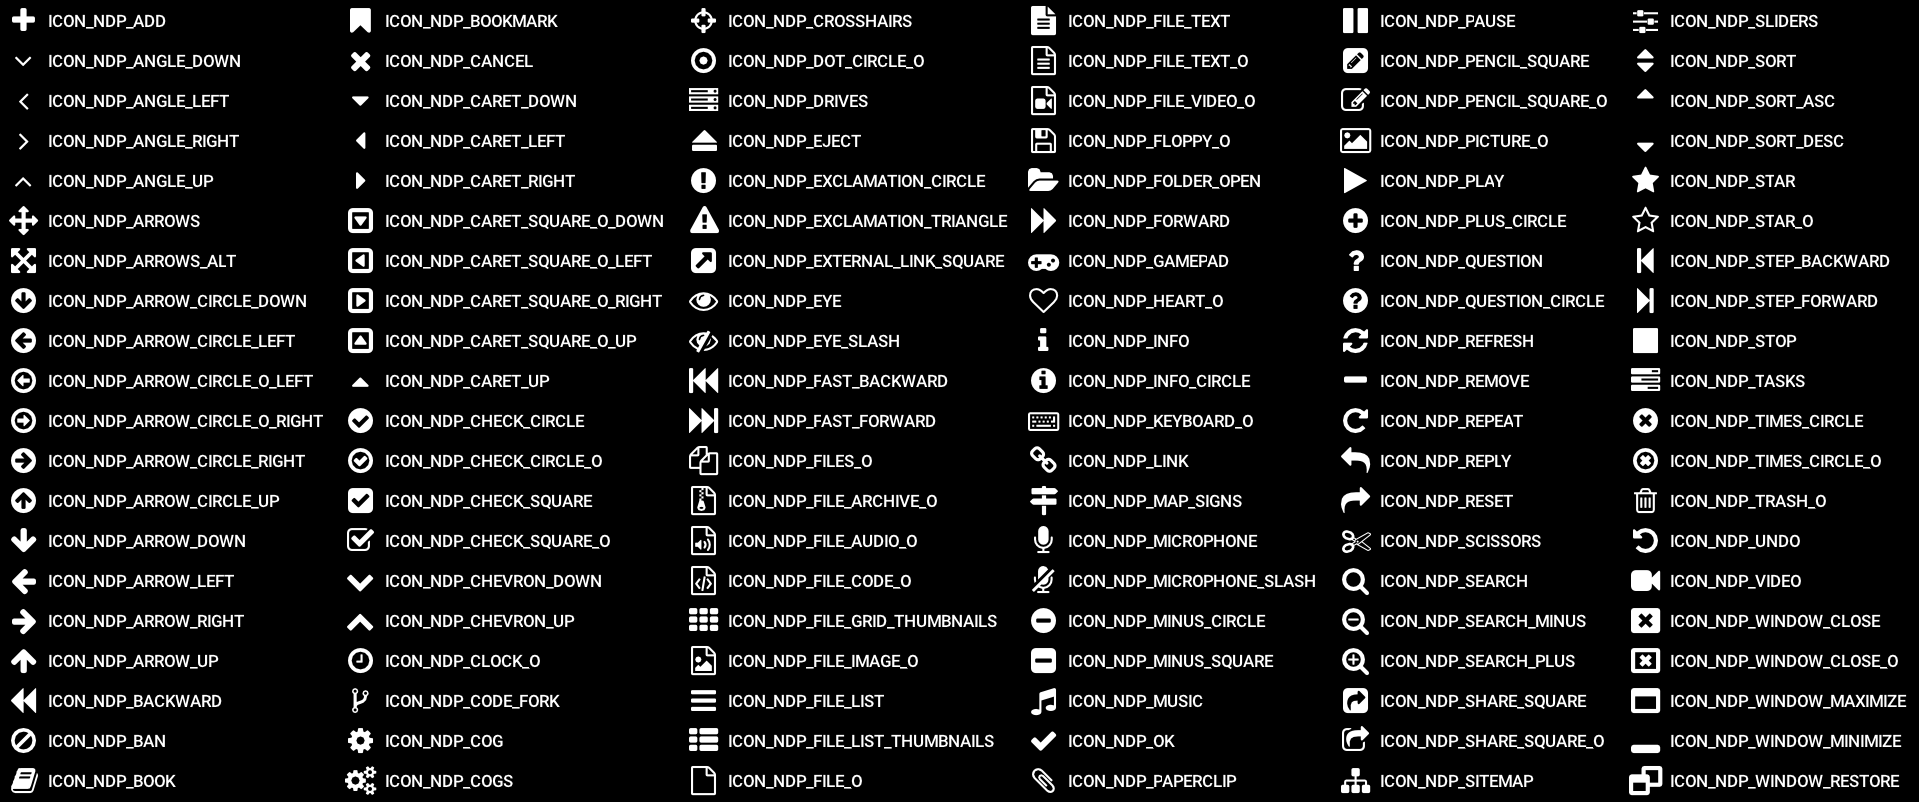 ICON_NDP_ADD
ICON_NDP_ANGLE_DOWN
ICON_NDP_ANGLE_LEFT
ICON_NDP_ANGLE_RIGHT
ICON_NDP_ANGLE_UP
ICON_NDP_ARROWS
ICON_NDP_ARROWS_ALT
ICON_NDP_ARROW_CIRCLE_DOWN
ICON_NDP_ARROW_CIRCLE_LEFT
ICON_NDP_ARROW_CIRCLE_O_LEFT
ICON_NDP_ARROW_CIRCLE_O_RIGHT
ICON_NDP_ARROW_CIRCLE_RIGHT
ICON_NDP_ARROW_CIRCLE_UP
ICON_NDP_ARROW_DOWN
ICON_NDP_ARROW_LEFT
ICON_NDP_ARROW_RIGHT
ICON_NDP_ARROW_UP
ICON_NDP_BACKWARD
ICON_NDP_BAN
ICON_NDP_BOOK
ICON_NDP_BOOKMARK
ICON_NDP_CANCEL
ICON_NDP_CARET_DOWN
ICON_NDP_CARET_LEFT
ICON_NDP_CARET_RIGHT
ICON_NDP_CARET_SQUARE_O_DOWN
ICON_NDP_CARET_SQUARE_O_LEFT
ICON_NDP_CARET_SQUARE_O_RIGHT
ICON_NDP_CARET_SQUARE_O_UP
ICON_NDP_CARET_UP
ICON_NDP_CHECK_CIRCLE
ICON_NDP_CHECK_CIRCLE_O
ICON_NDP_CHECK_SQUARE
ICON_NDP_CHECK_SQUARE_O
ICON_NDP_CHEVRON_DOWN
ICON_NDP_CHEVRON_UP
ICON_NDP_CLOCK_O
ICON_NDP_CODE_FORK
ICON_NDP_COG
ICON_NDP_COGS
ICON_NDP_CROSSHAIRS
ICON_NDP_DOT_CIRCLE_O
ICON_NDP_DRIVES
ICON_NDP_EJECT
ICON_NDP_EXCLAMATION_CIRCLE
ICON_NDP_EXCLAMATION_TRIANGLE
ICON_NDP_EXTERNAL_LINK_SQUARE
ICON_NDP_EYE
ICON_NDP_EYE_SLASH
ICON_NDP_FAST_BACKWARD
ICON_NDP_FAST_FORWARD
ICON_NDP_FILES_O
ICON_NDP_FILE_ARCHIVE_O
ICON_NDP_FILE_AUDIO_O
ICON_NDP_FILE_CODE_O
ICON_NDP_FILE_GRID_THUMBNAILS
ICON_NDP_FILE_IMAGE_O
ICON_NDP_FILE_LIST
ICON_NDP_FILE_LIST_THUMBNAILS
ICON_NDP_FILE_O
ICON_NDP_FILE_TEXT
ICON_NDP_FILE_TEXT_O
ICON_NDP_FILE_VIDEO_O
ICON_NDP_FLOPPY_O
ICON_NDP_FOLDER_OPEN
ICON_NDP_FORWARD
ICON_NDP_GAMEPAD
ICON_NDP_HEART_O
ICON_NDP_INFO
ICON_NDP_INFO_CIRCLE
ICON_NDP_KEYBOARD_O
ICON_NDP_LINK
ICON_NDP_MAP_SIGNS
ICON_NDP_MICROPHONE
ICON_NDP_MICROPHONE_SLASH
ICON_NDP_MINUS_CIRCLE
ICON_NDP_MINUS_SQUARE
ICON_NDP_MUSIC
ICON_NDP_OK
ICON_NDP_PAPERCLIP
ICON_NDP_PAUSE
ICON_NDP_PENCIL_SQUARE
ICON_NDP_PENCIL_SQUARE_O
ICON_NDP_PICTURE_O
ICON_NDP_PLAY
ICON_NDP_PLUS_CIRCLE
ICON_NDP_QUESTION
ICON_NDP_QUESTION_CIRCLE
ICON_NDP_REFRESH
ICON_NDP_REMOVE
ICON_NDP_REPEAT
ICON_NDP_REPLY
ICON_NDP_RESET
ICON_NDP_SCISSORS
ICON_NDP_SEARCH
ICON_NDP_SEARCH_MINUS
ICON_NDP_SEARCH_PLUS
ICON_NDP_SHARE_SQUARE
ICON_NDP_SHARE_SQUARE_O
ICON_NDP_SITEMAP
ICON_NDP_SLIDERS
ICON_NDP_SORT
ICON_NDP_SORT_ASC
ICON_NDP_SORT_DESC
ICON_NDP_STAR
ICON_NDP_STAR_O
ICON_NDP_STEP_BACKWARD
ICON_NDP_STEP_FORWARD
ICON_NDP_STOP
ICON_NDP_TASKS
ICON_NDP_TIMES_CIRCLE
ICON_NDP_TIMES_CIRCLE_O
ICON_NDP_TRASH_O
ICON_NDP_UNDO
ICON_NDP_VIDEO
ICON_NDP_WINDOW_CLOSE
ICON_NDP_WINDOW_CLOSE_O
ICON_NDP_WINDOW_MAXIMIZE
ICON_NDP_WINDOW_MINIMIZE
ICON_NDP_WINDOW_RESTORE